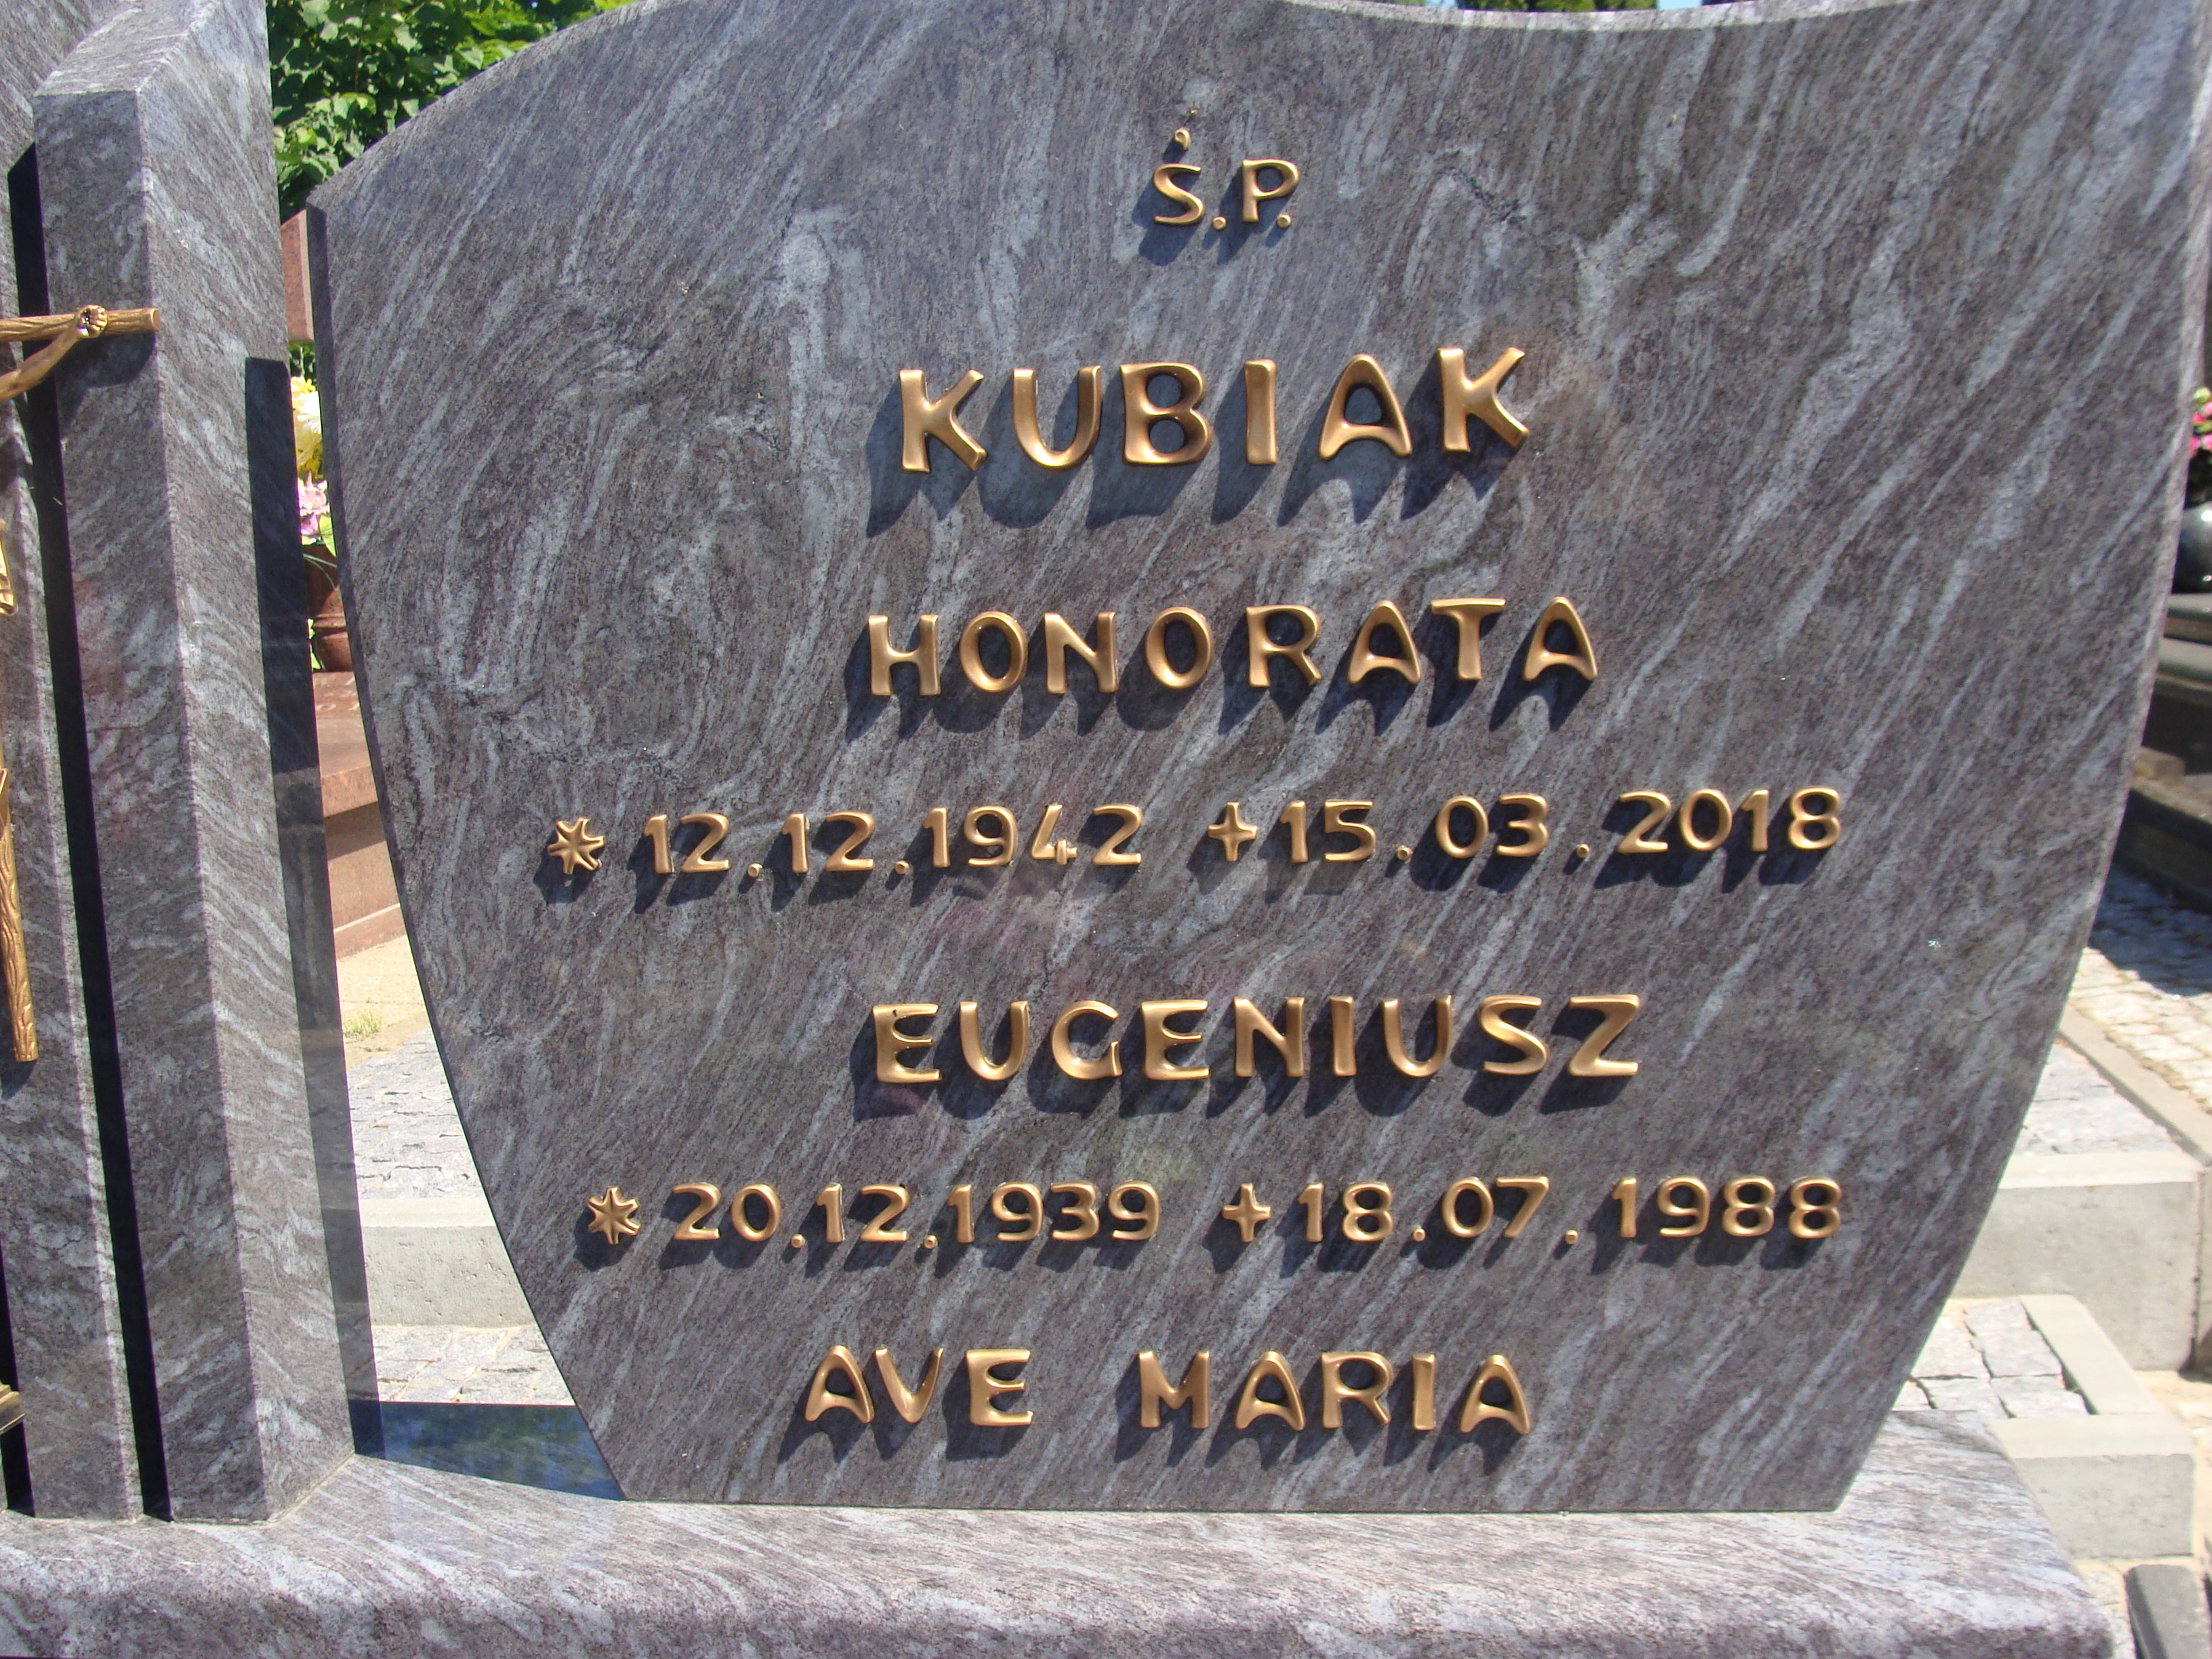 Ś.P.
KUBIAK
HONORATA
* 12.12.1942 +15.03.2018
EUGENIUSZ
* 20.12.1939 +18.07.1988
AVE MARIA